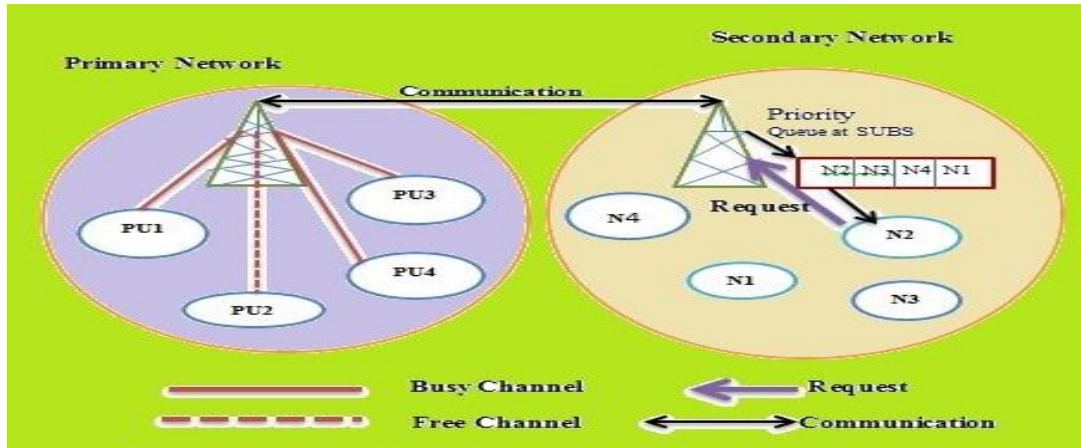 Secondary Network
Primary Network
Communication
Priority
Queue at SUBS
N2 N3 N4 N1
PU3
Request
N4
PU1
N2
PU4
N1
N3
PU2
Busy Channel
Request
Free Channel
Communication